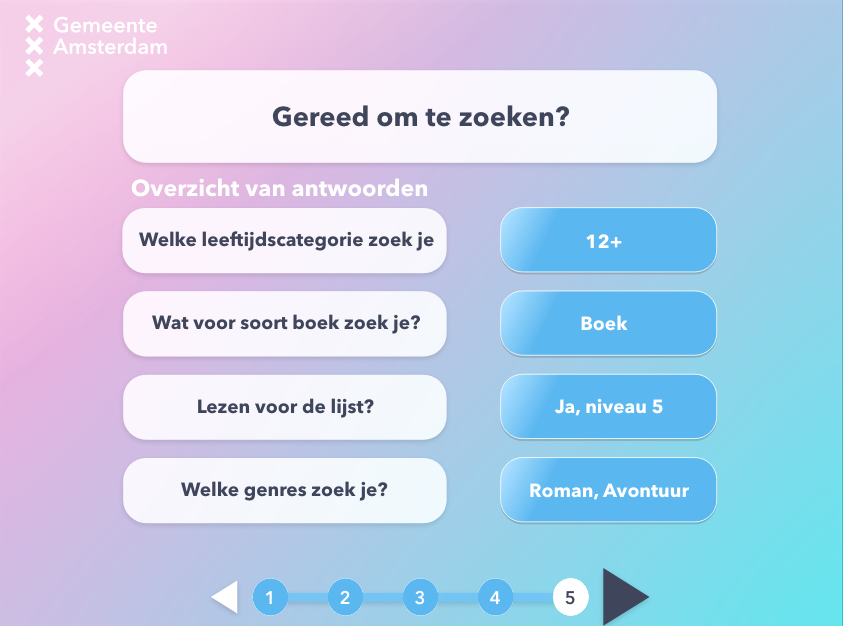 Gemeente
Amsterdam
Gereed om te zoeken?
Overzicht van antwoorden
Welke leeftijdscategorie zoek je
12+
Wat voor soort boek zoek je?
Boek
Lezen voor de lijst?
Ja, niveau 5
Welke genres zoek je?
Roman, Avontuur
1 2 3 4 5